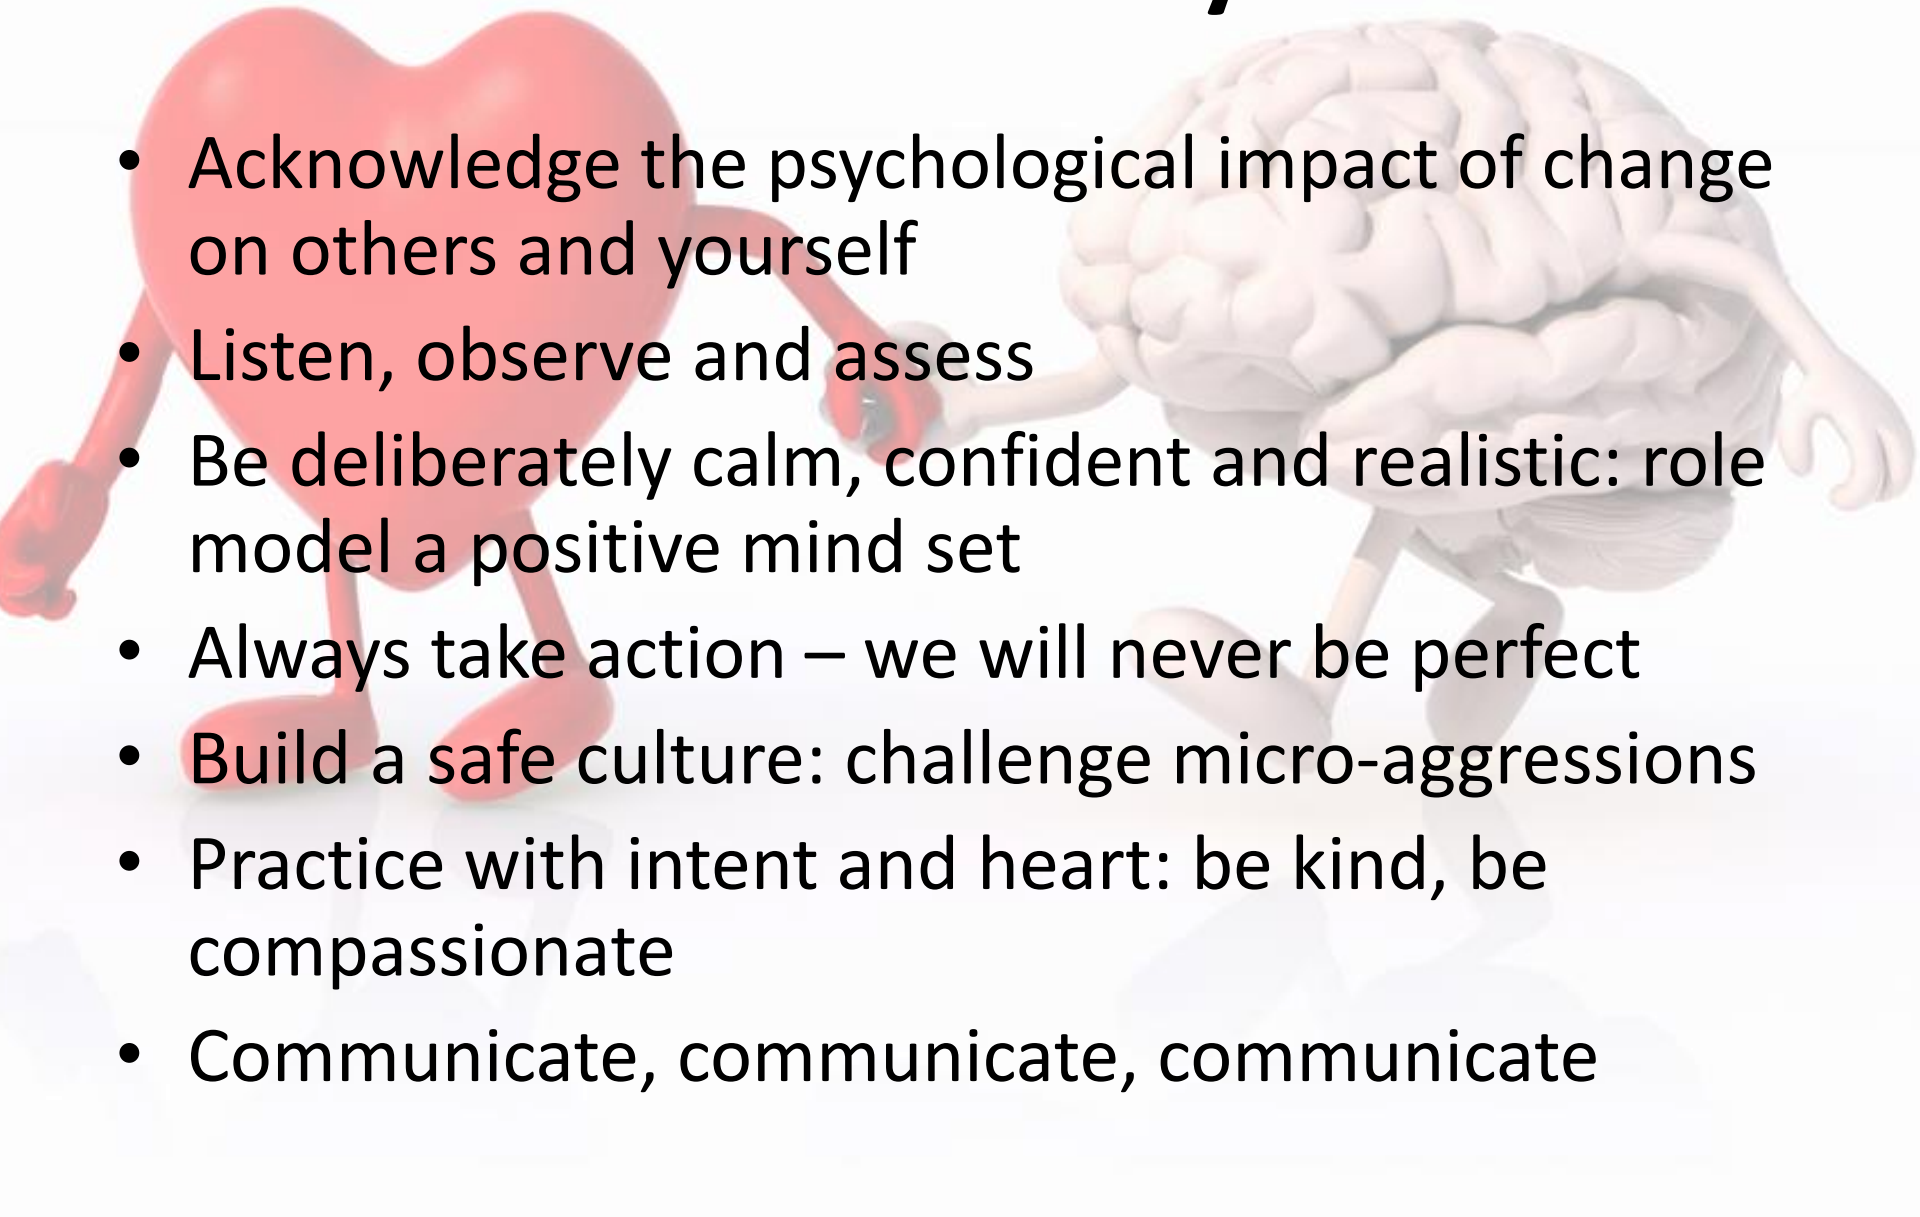 • Acknowledge the psychological impact of change
on others and yourself
• Listen, observe and assess
• Be deliberately calm, confident and realistic: role
model a positive mind set
• Always take action – we will never be perfect
• Build a safe culture: challenge micro-aggressions
• Practice with intent and heart: be kind, be
compassionate
• Communicate, communicate, communicate